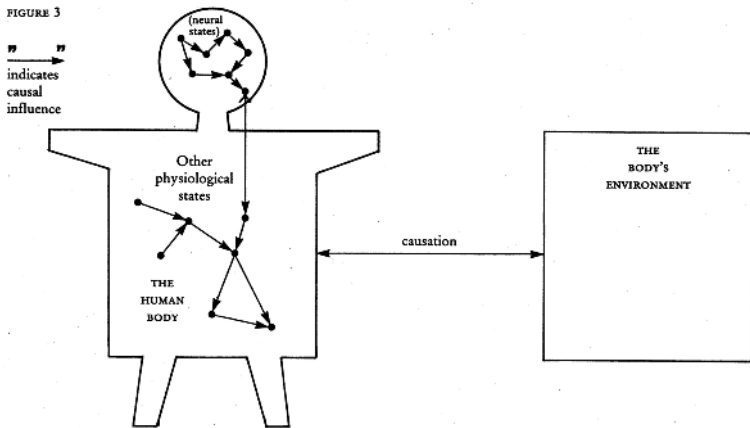 FIGURE 3
" "
indicates
causal
influence
(neural
states)
Other
physiological
states
THE
HUMAN
BODY
causation
THE
BODY'S
ENVIRONMENT